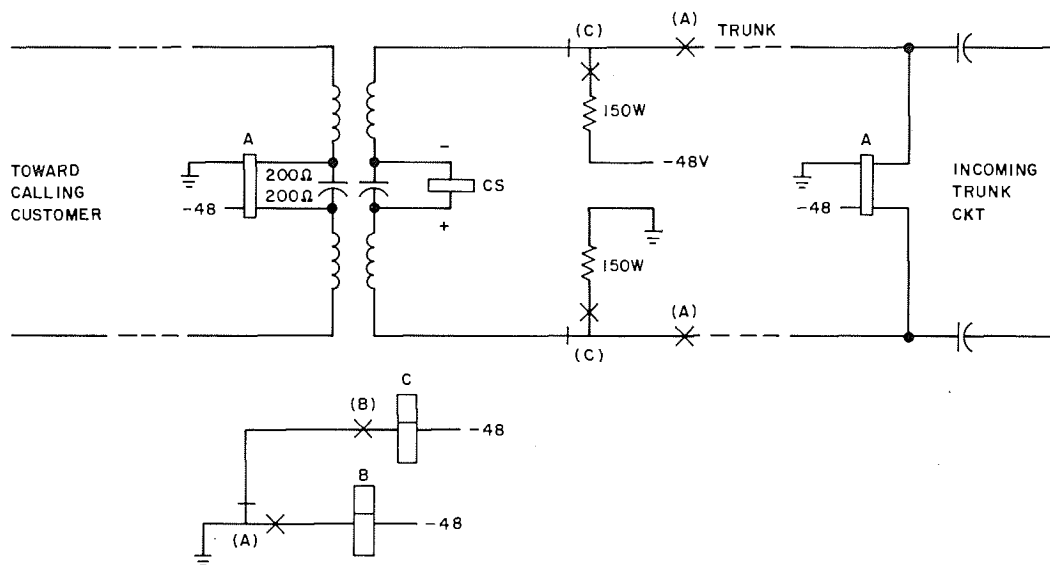 (C)
(A)
TRUNK
150W
A
-48V
A
TOWARD
CALLING
CUSTOMER
200Ω
200Ω
-48
-
CS
+
-48
INCOMING
TRUNK
CKT
150W
(A)
(C)
C
(B)
-48
B
-48
(A)